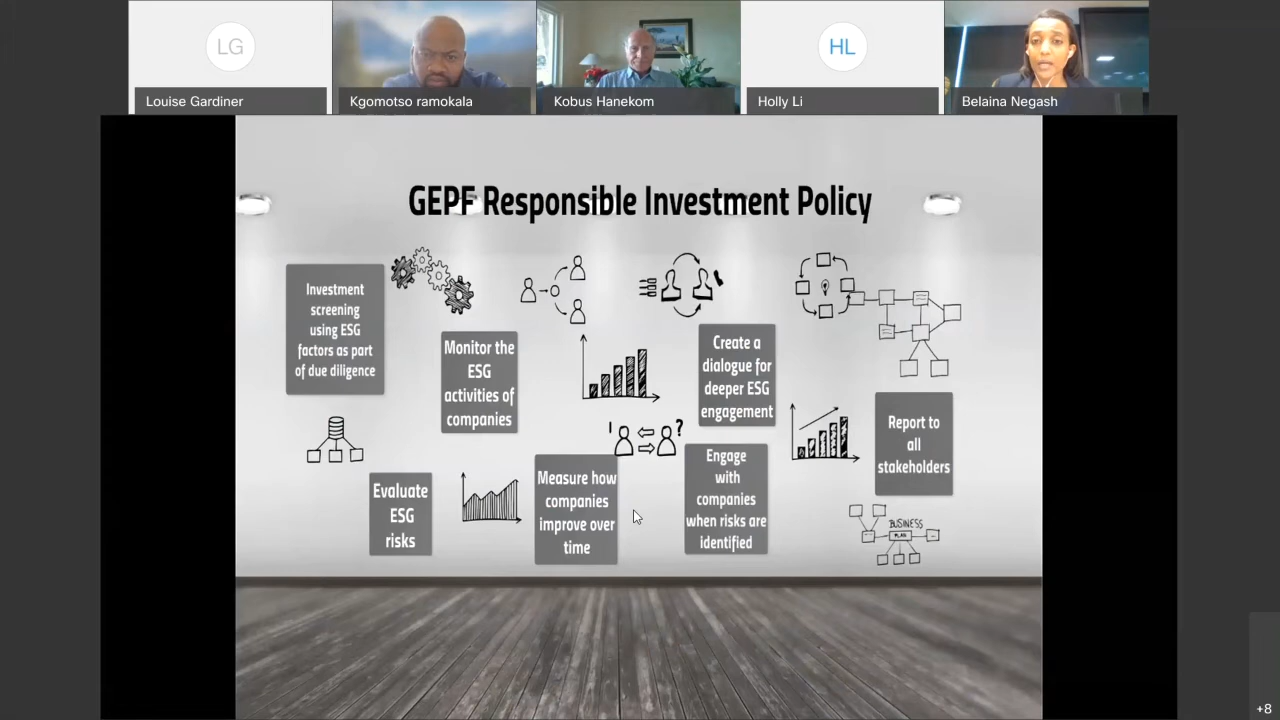 LG
HL
Louise Gardiner
Kgomotso ramokala
Kobus Hanekom
Holly Li
Belaina Negash
GEPF Responsible Investment Policy
Investment
screening
using ESG
factors as part
of due diligence
Monitor the
ESG
activities of
companies
Create a
dialogue for
deeper ESG
engagement
Report to
all
stakeholders
Evaluate
ESG
risks
Measure how
companies
improve over
time
Engage
with
companies
when risks are
identified
!
?
BUSINESS
PLAN
+8